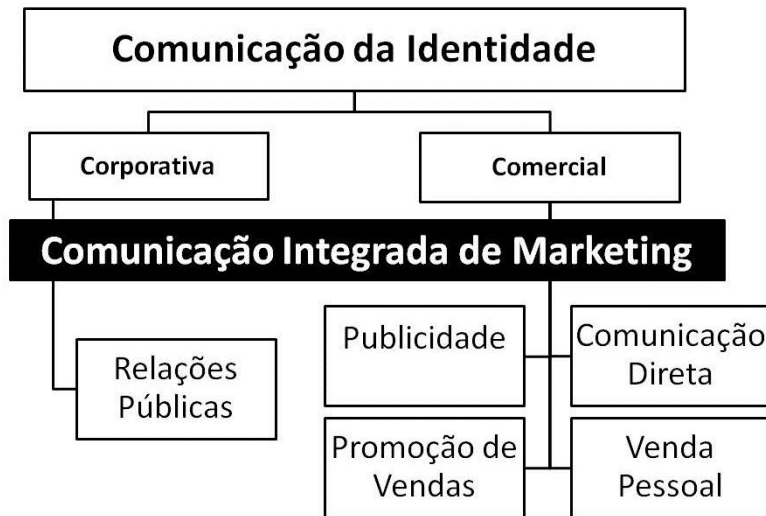 Comunicação da Identidade
Corporativa
Comercial
Comunicação Integrada de Marketing
Relações
Públicas
Publicidade
Comunicação
Direta
Promoção de
Vendas
Venda
Pessoal